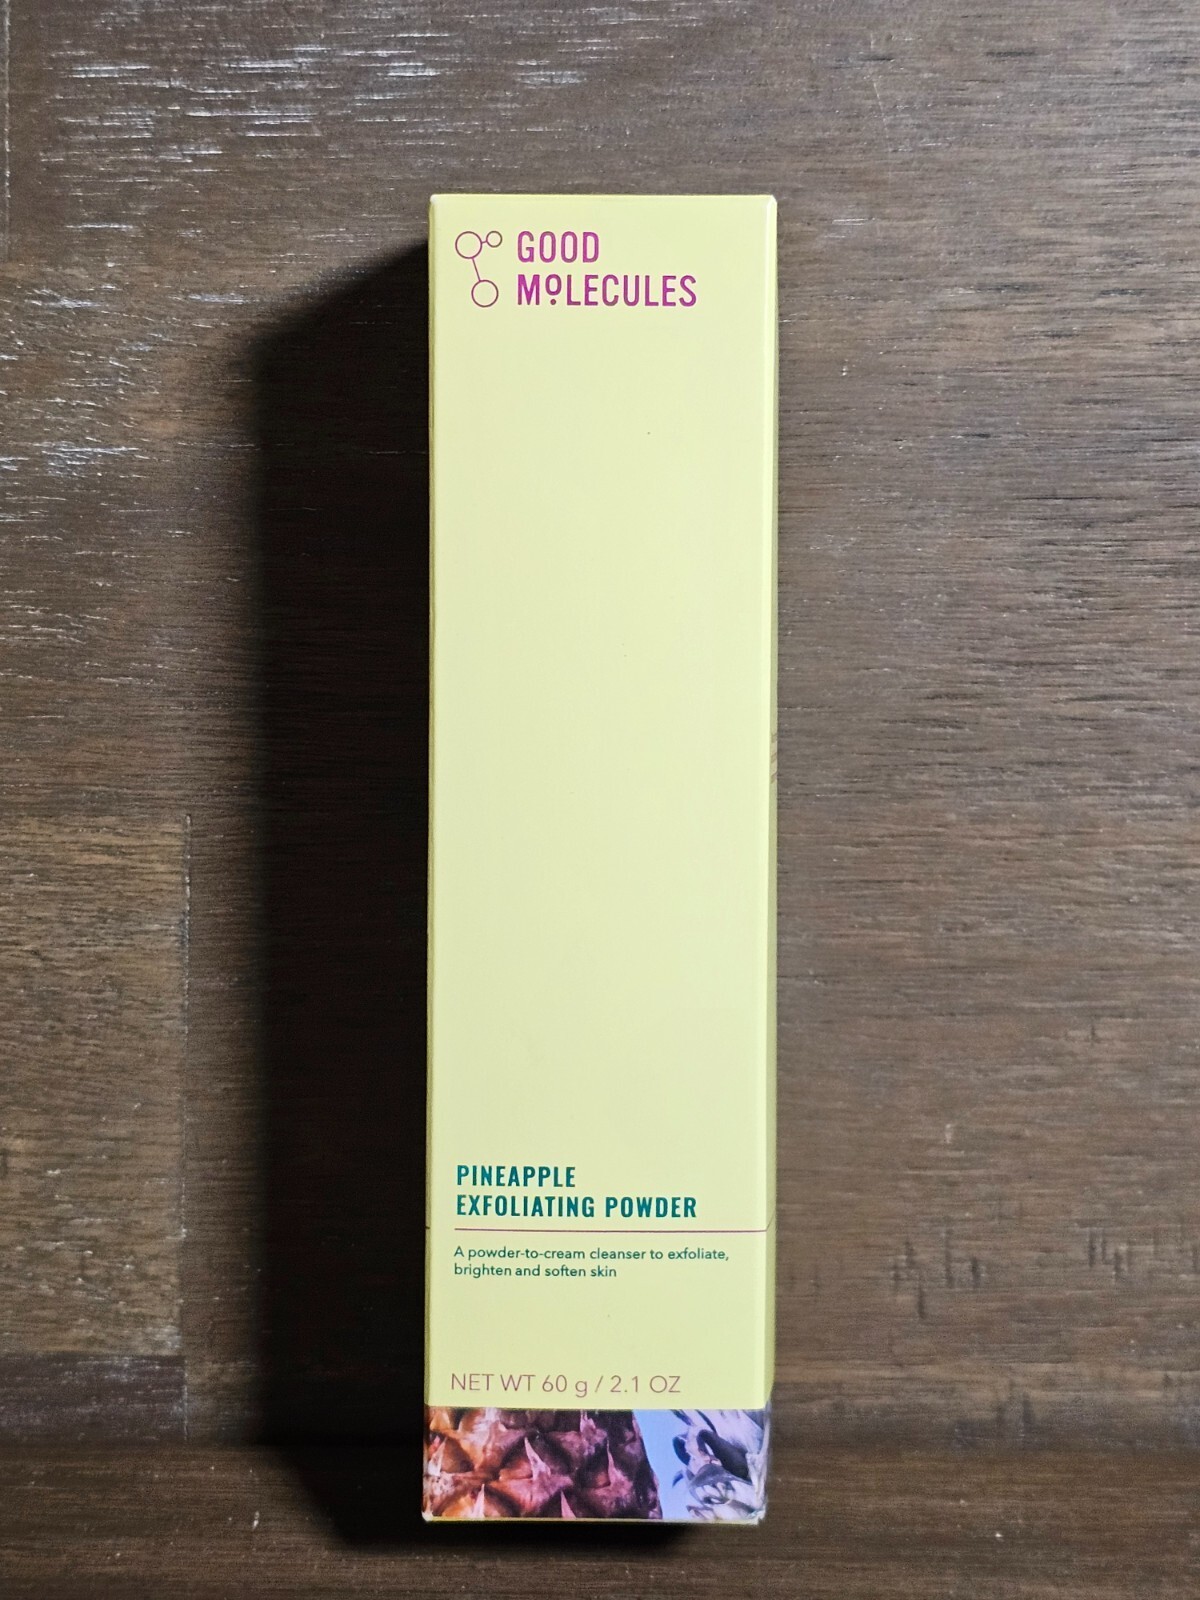 GOOD
MOLECULES
PINEAPPLE
EXFOLIATING POWDER
A powder-to-cream cleanser to exfoliate,
brighten and soften skin
NET WT 60 g / 2.1 OZ